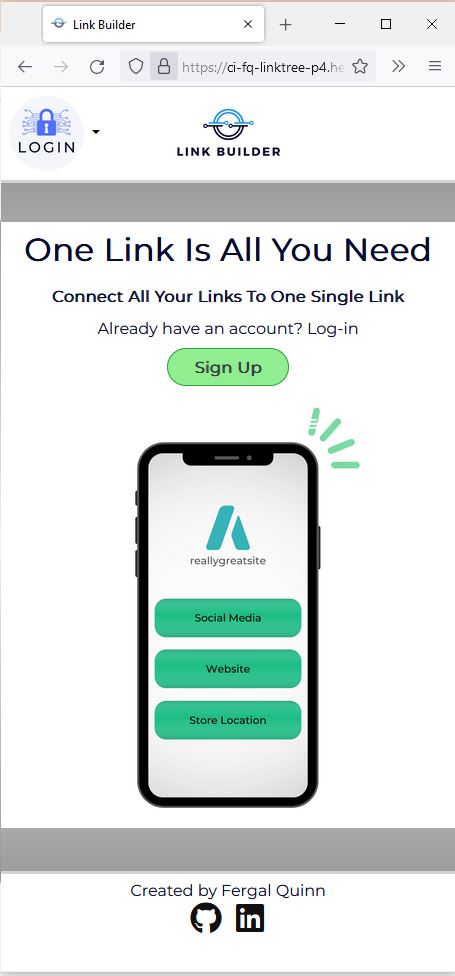 Link Builder
https://ci-fq-linktree-p4.he
LOGIN
LINK BUILDER
One Link Is All You Need
Connect All Your Links To One Single Link
Already have an account? Log-in
Sign Up
reallygreatsite
Social Media
Website
Store Location
Created by Fergal Quinn
in